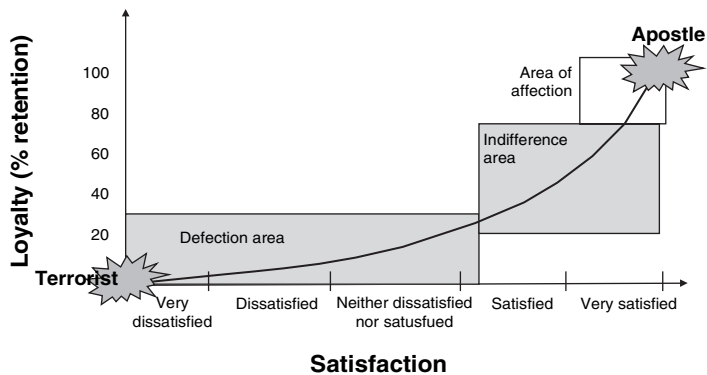 Apostle
Loyalty (% retention)
100
80
60
40
20
Area of
affection
Indifference
area
Defection area
Terrorist
Very
dissatisfied
Dissatisfied
Neither dissatisfied
nor satusfued
Satisfied
Very satisfied
Satisfaction